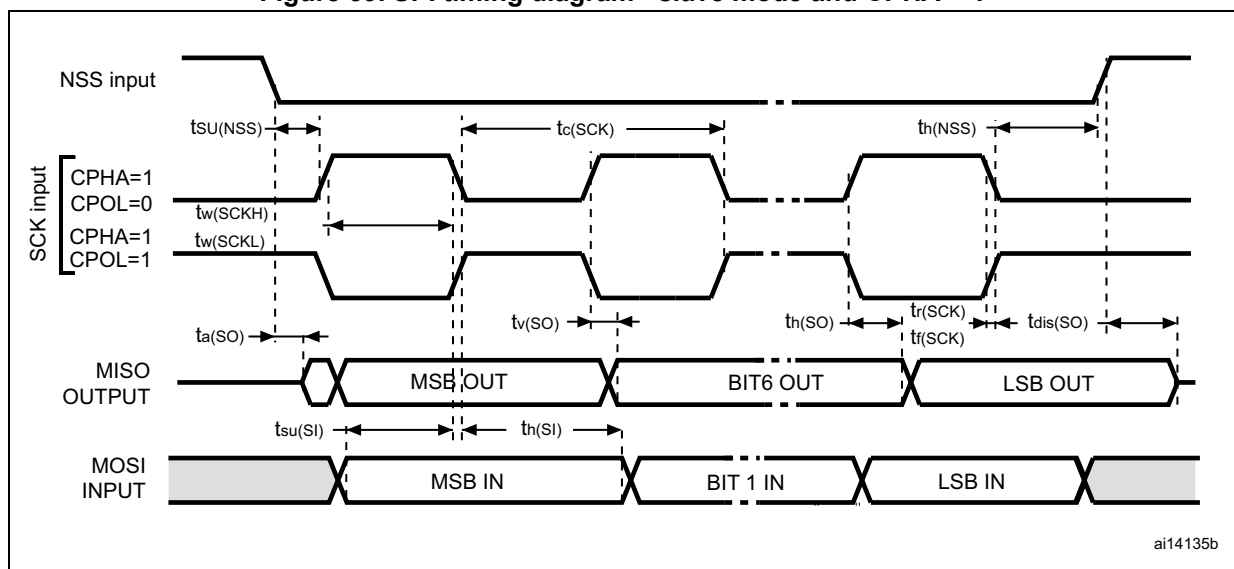 NSS input
tSU(NSS)
tc(SCK)
th(NSS)
SCK input
CPHA=1
CPOL=0
tw(SCKH)
CPHA=1
tw(SCKL)
CPOL=1
ta(SO)
tv(SO)
th(SO)
tr(SCK)
tf(SCK)
tdis(SO)
MISO
OUTPUT
MSB OUT
BIT6 OUT
LSB OUT
tsu(SI)
th(SI)
MOSI
INPUT
MSB IN
BIT 1 IN
LSB IN
ai14135b